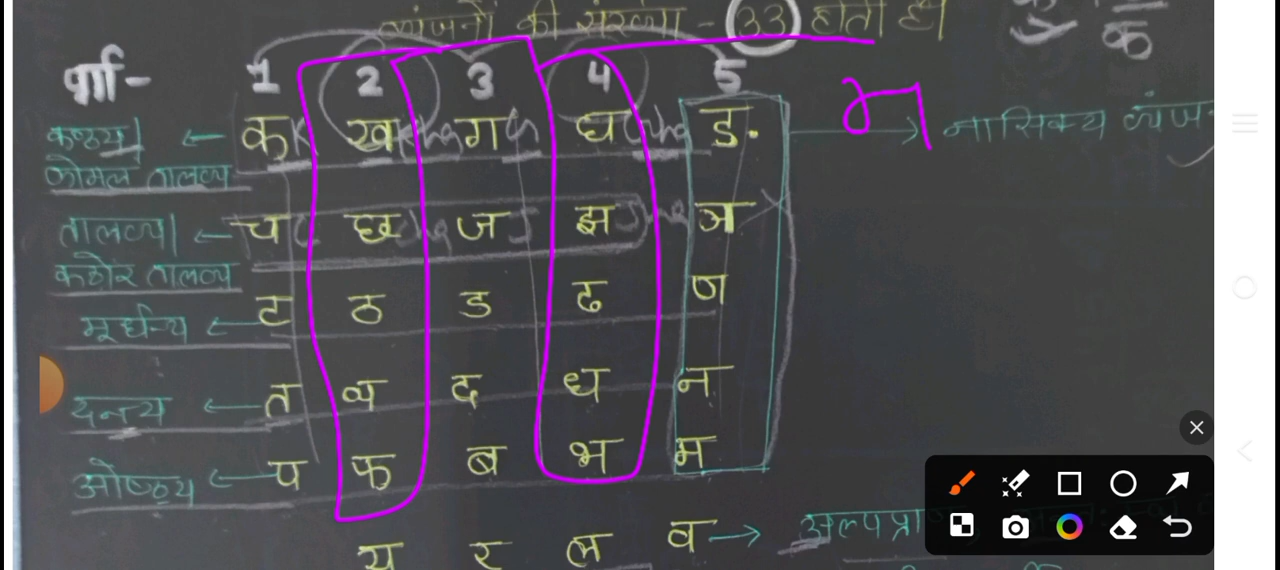 व्यंजनों की संख्या - 33 होती है।
वर्ग - 1 2 3 4 5
कण्ठ्य| ← क ख ग घ ङ → नासिक्य व्यंजन
कोमल तालव्य
तालव्य| ← च छ ज झ ञ
कठोर तालव्य
मूर्धन्य ← ट ठ ड ढ ण
दन्त्य ← त थ द ध न
ओष्ठ्य ← प फ ब भ म
य र ल व → अल्पप्रा